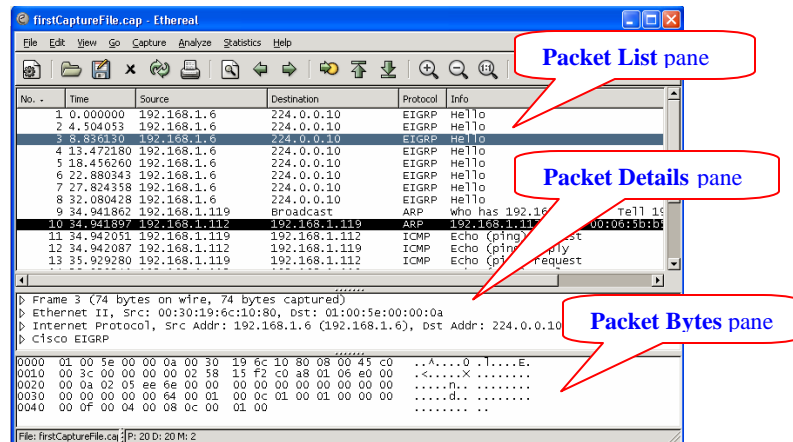 firstCaptureFile.cap - Ethereal
File Edit View Go Capture Analyze Statistics Help
Packet List pane
No. - Time Source Destination Protocol Info
1 0.000000 192.168.1.6 224.0.0.10 EIGRP Hello
2 4.504053 192.168.1.6 224.0.0.10 EIGRP Hello
3 8.836130 192.168.1.6 224.0.0.10 EIGRP Hello
4 13.472180 192.168.1.6 224.0.0.10 EIGRP Hello
5 18.456260 192.168.1.6 224.0.0.10 EIGRP Hello
6 22.880343 192.168.1.6 224.0.0.10 EIGRP Hello
7 27.824358 192.168.1.6 224.0.0.10 EIGRP Hello
8 32.080428 192.168.1.6 224.0.0.10 EIGRP Hello
Packet Details pane
9 34.941862 192.168.1.119 Broadcast ARP Who has 192.16 Tell 19
10 34.941897 192.168.1.112 192.168.1.119 ARP 192.168.1.11 00:06:5b:b5
11 34.942051 192.168.1.119 192.168.1.112 ICMP Echo (ping) request
12 34.942087 192.168.1.112 192.168.1.119 ICMP Echo (ping) reply
13 35.929280 192.168.1.119 192.168.1.112 ICMP Echo (ping) request
Frame 3 (74 bytes on wire, 74 bytes captured)
Ethernet II, Src: 00:30:19:6c:10:80, Dst: 01:00:5e:00:00:0a
Internet Protocol, Src Addr: 192.168.1.6 (192.168.1.6), Dst Addr: 224.0.0.10
Cisco EIGRP
Packet Bytes pane
0000 01 00 5e 00 00 0a 00 30 19 6c 10 80 08 00 45 c0 ..^....0 .l....E.
0010 00 3c 00 00 00 00 02 58 15 f2 c0 a8 01 06 e0 00 .<.....X ........
0020 00 0a 02 05 ee 6e 00 00 00 00 00 00 00 00 00 00 .....n.. ........
0030 00 00 00 00 00 64 00 01 00 0c 01 00 01 00 00 00 .....d.. ........
0040 00 0f 00 04 00 08 0c 00 01 00 ........ ..
File: firstCaptureFile.ca P: 20 D: 20 M: 2